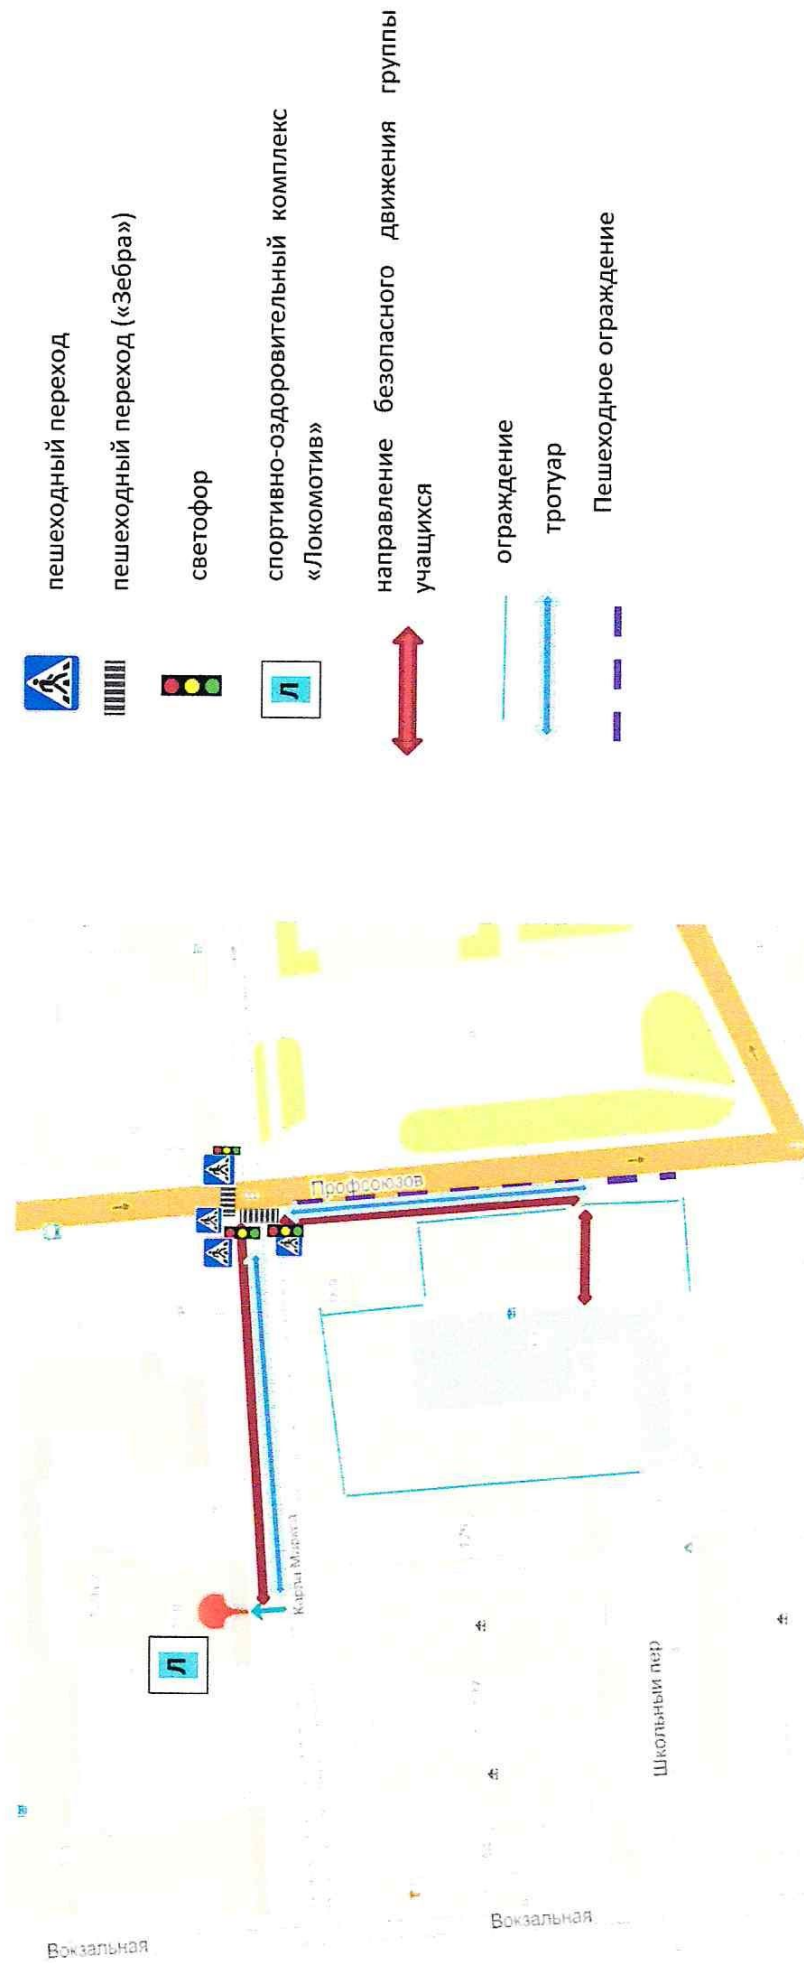 Вокзальная
Вокзальная
Школьный пер
Карла Маркса
Л
Профсоюзов
пешеходный переход
пешеходный переход («Зебра»)
светофор
Л
спортивно-оздоровительный комплекс
«Локомотив»
направление безопасного движения группы
учащихся
ограждение
тротуар
Пешеходное ограждение